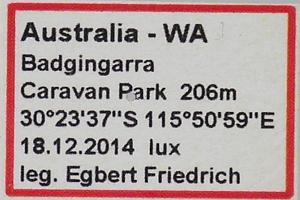 Australia - WA
Badgingarra
Caravan Park  206m
30°23'37"S 115°50'59"E
18.12.2014  lux
leg. Egbert Friedrich